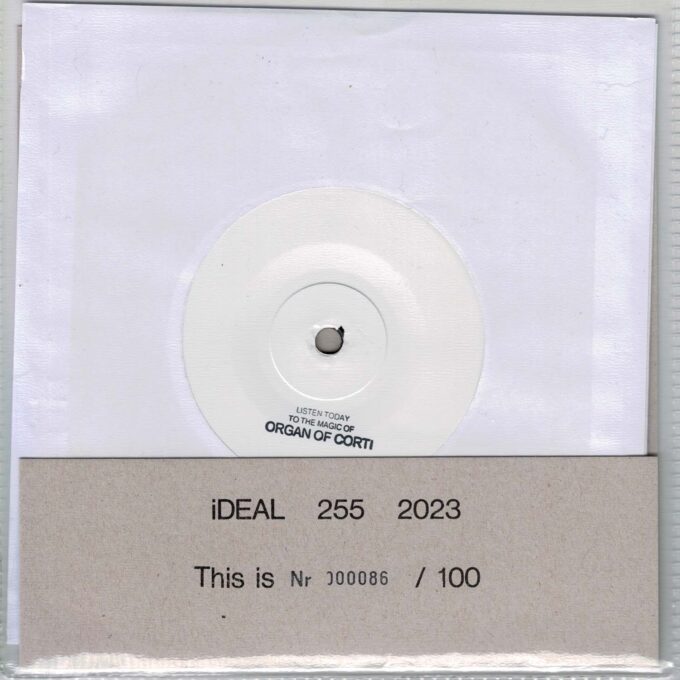 LISTEN TODAY
TO THE MAGIC OF
ORGAN OF CORTI
iDEAL 255 2023
This is Nr 000086 / 100